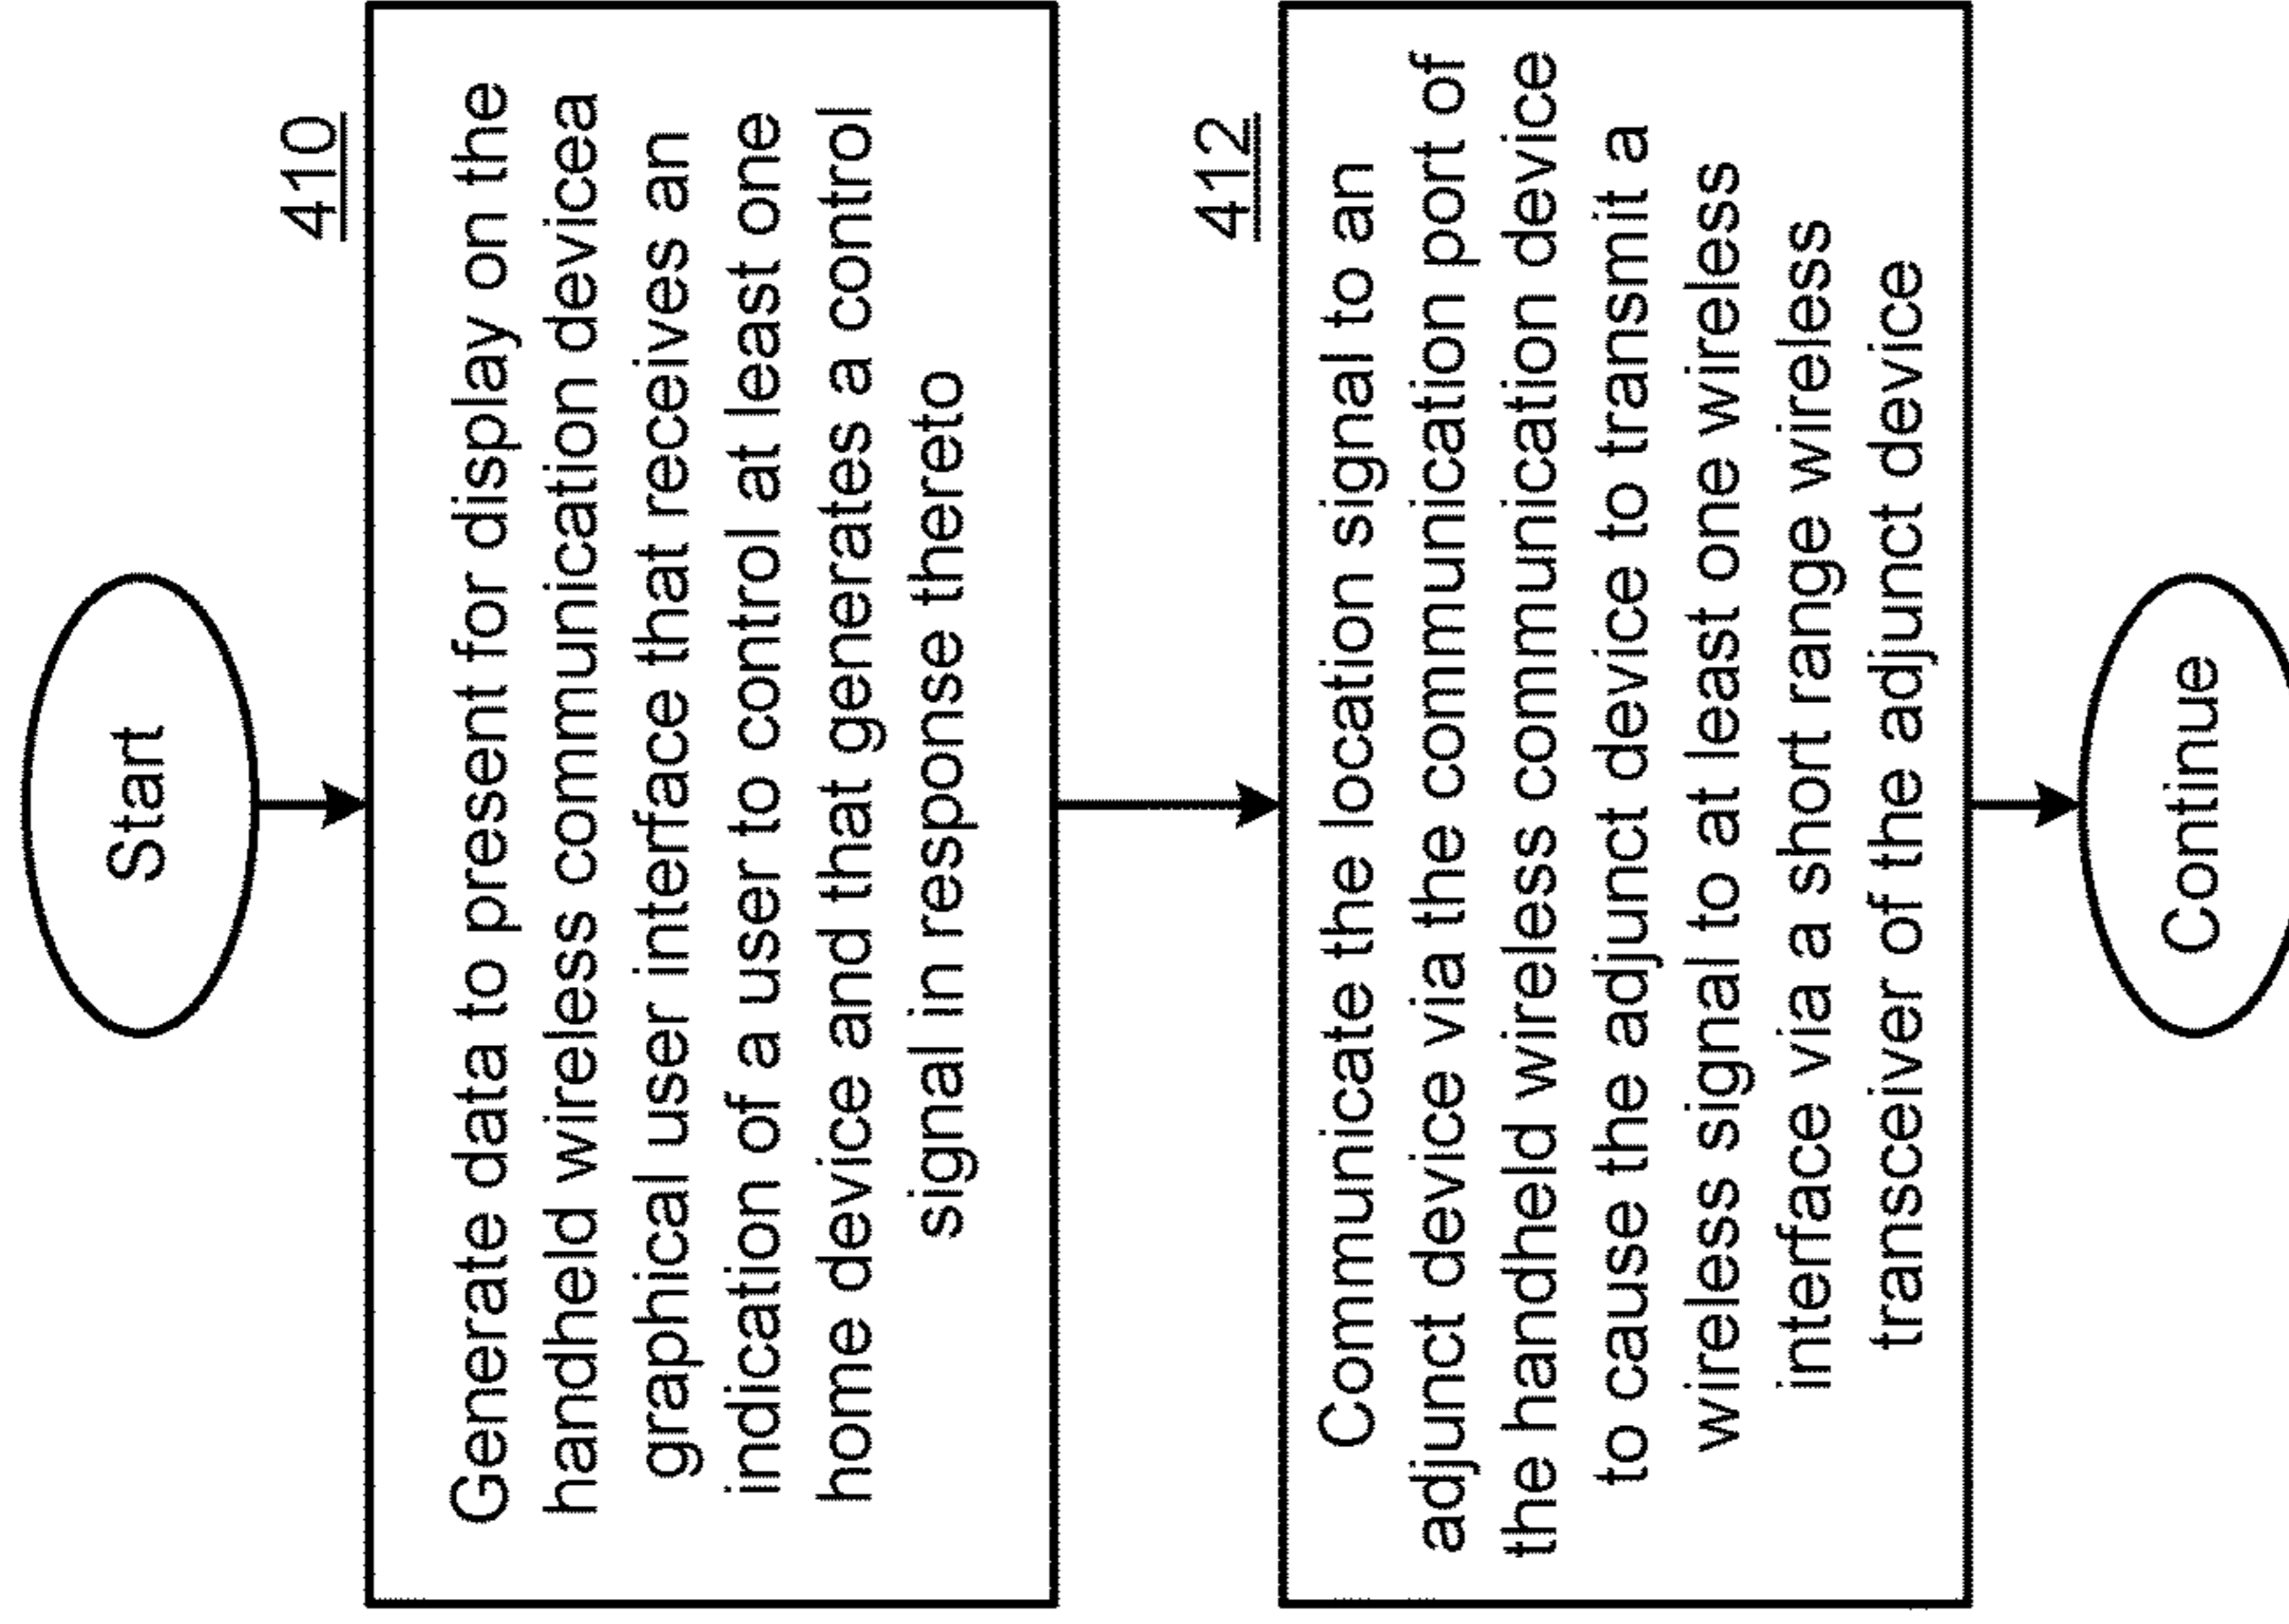 Start
410
Generate data to present for display on the
handheld wireless communication devicea
graphical user interface that receives an
indication of a user to control at least one
home device and that generates a control
signal in response thereto
412
Communicate the location signal to an
adjunct device via the communication port of
the handheld wireless communication device
to cause the adjunct device to transmit a
wireless signal to at least one wireless
interface via a short range wireless
transceiver of the adjunct device
Continue